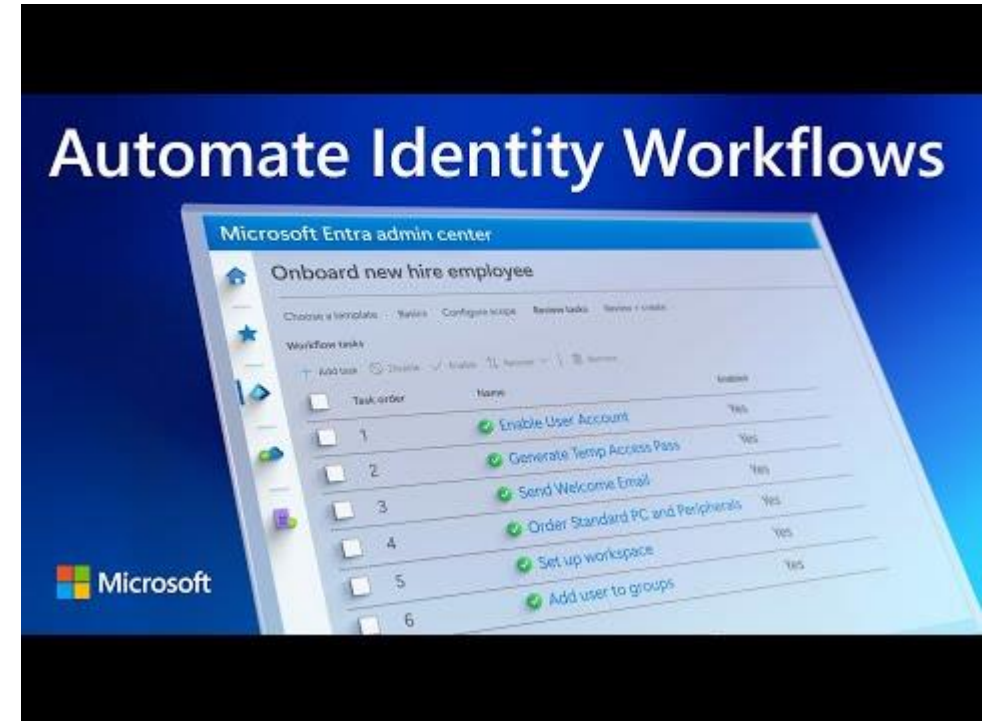 Automate Identity Workflows
Microsoft Entra admin center
Onboard new hire employee
Choose a template Basics Configure scope Review tasks Review + create
Workflow tasks
+ Add task Disable Enable Reorder Remove
Task order Name Enabled
1 Enable User Account Yes
2 Generate Temp Access Pass Yes
3 Send Welcome Email Yes
4 Order Standard PC and Peripherals Yes
5 Set up workspace Yes
6 Add user to groups Yes
Microsoft